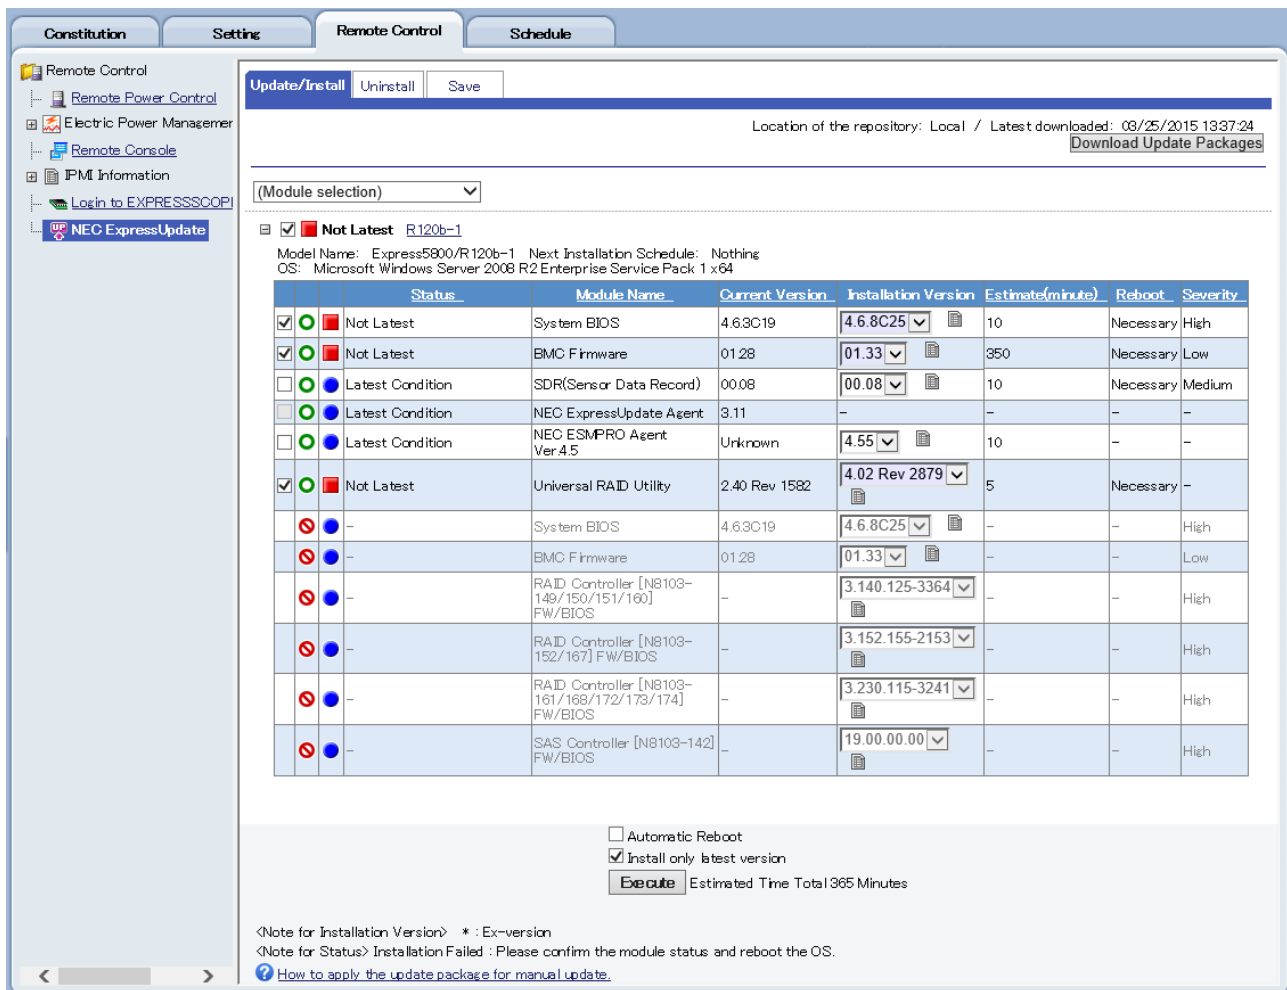 Constitution
Setting
Remote Control
Schedule
Remote Control
Remote Power Control
Electric Power Managemer
Remote Console
IPMI Information
Login to EXPRESSSCOPI
NEC ExpressUpdate
Update/Install Uninstall Save
Location of the repository: Local / Latest downloaded: 03/25/2015 13:37:24
Download Update Packages
(Module selection)
Not Latest R120b-1
Model Name: Express5800/R120b-1 Next Installation Schedule: Nothing
OS: Microsoft Windows Server 2008 R2 Enterprise Service Pack 1 x64
Status Module Name Current Version Installation Version Estimate(minute) Reboot Severity
Not Latest System BIOS 4.6.3C19 4.6.8C25 10 Necessary High
Not Latest BMC Firmware 01.28 01.33 350 Necessary Low
Latest Condition SDR(Sensor Data Record) 00.08 00.08 10 Necessary Medium
Latest Condition NEC ExpressUpdate Agent 3.11 - - - -
Latest Condition NEC ESMPRO Agent Ver.4.5 Unknown 4.55 10 - -
Not Latest Universal RAID Utility 2.40 Rev 1582 4.02 Rev 2879 5 Necessary -
- System BIOS 4.6.3C19 4.6.8C25 - - High
- BMC Firmware 01.28 01.33 - - Low
- RAID Controller [N8103-149/150/151/160] FW/BIOS - 3.140.125-3364 - - High
- RAID Controller [N8103-152/167] FW/BIOS - 3.152.155-2153 - - High
- RAID Controller [N8103-161/168/172/173/174] FW/BIOS - 3.230.115-3241 - - High
- SAS Controller [N8103-142] FW/BIOS - 19.00.00.00 - - High
Automatic Reboot
Install only latest version
Execute Estimated Time Total 365 Minutes
<Note for Installation Version> * : Ex-version
<Note for Status> Installation Failed : Please confirm the module status and reboot the OS.
How to apply the update package for manual update.